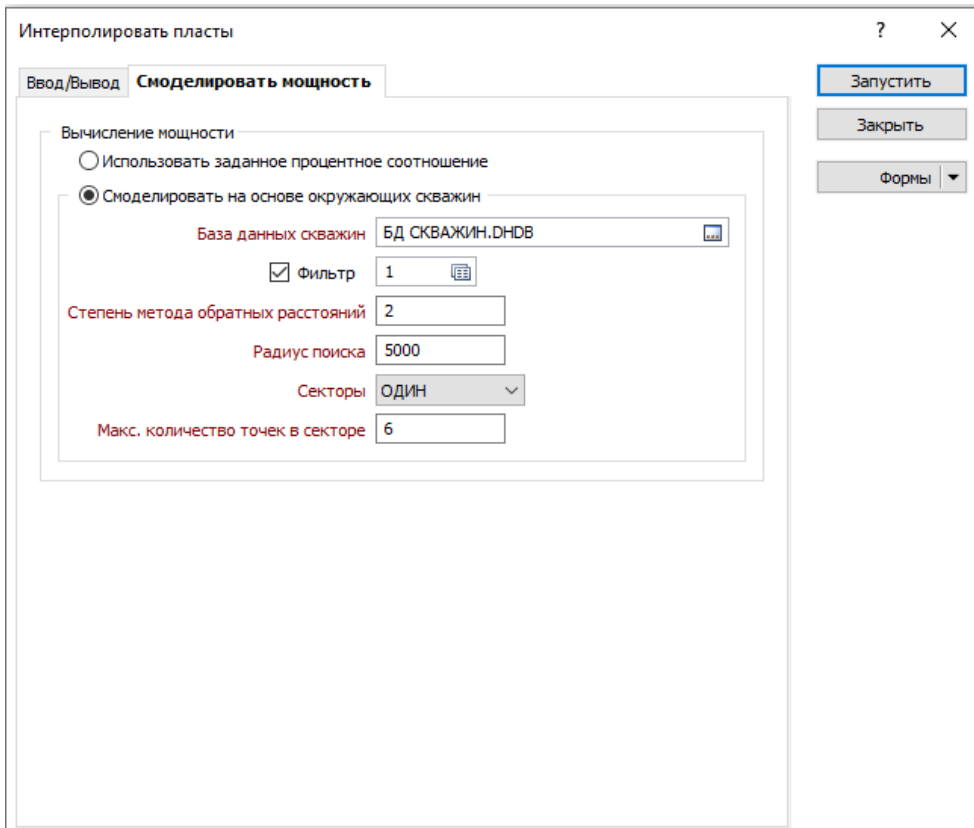 Интерполировать пласты ?
Ввод/Вывод Смоделировать мощность Запустить
Закрыть
Формы
Вычисление мощности
Использовать заданное процентное соотношение
Смоделировать на основе окружающих скважин
База данных скважин БД СКВАЖИН.DHDB
Фильтр 1
Степень метода обратных расстояний 2
Радиус поиска 5000
Секторы ОДИН
Макс. количество точек в секторе 6